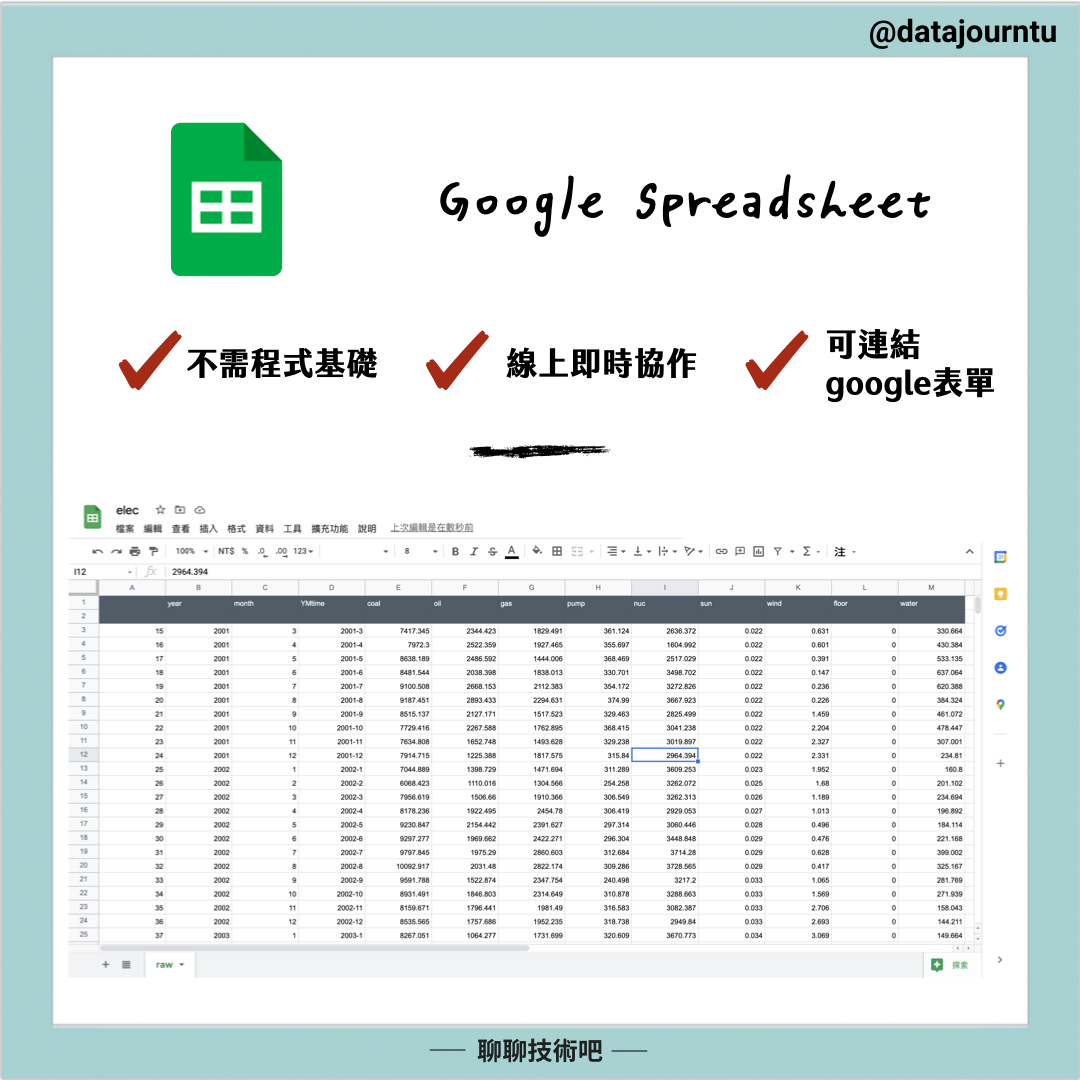 @datajourntu
Google Spreadsheet
不需程式基礎
線上即時協作
可連結
google表單
elec
檔案 編輯 查看 插入 格式 資料 工具 擴充功能 說明 上次編輯是在數秒前
100% NT$ % .0 .00 123 8 B I S A 注
I12 fx 2964.394
A B C D E F G H I J K L M
1 year month YMtime coal oil gas pump nuc sun wind floor water
2
3 15 2001 3 2001-3 7417.345 2344.423 1829.491 361.124 2636.372 0.022 0.631 0 330.664
4 16 2001 4 2001-4 7972.3 2522.359 1927.465 355.697 1604.992 0.022 0.601 0 430.384
5 17 2001 5 2001-5 8638.189 2486.592 1444.006 368.469 2517.029 0.022 0.391 0 533.135
6 18 2001 6 2001-6 8481.544 2038.398 1838.013 330.701 3498.702 0.022 0.147 0 637.064
7 19 2001 7 2001-7 9100.508 2668.153 2112.383 354.172 3272.826 0.022 0.236 0 620.388
8 20 2001 8 2001-8 9187.451 2893.433 2294.631 374.99 3667.923 0.022 0.226 0 384.324
9 21 2001 9 2001-9 8515.137 2127.171 1517.523 329.463 2825.499 0.022 1.459 0 461.072
10 22 2001 10 2001-10 7729.416 2267.588 1762.895 368.415 3041.238 0.022 2.204 0 478.447
11 23 2001 11 2001-11 7634.808 1652.748 1493.628 329.238 3019.897 0.022 2.327 0 307.001
12 24 2001 12 2001-12 7914.715 1225.388 1817.575 315.84 2964.394 0.022 2.331 0 234.81
13 25 2002 1 2002-1 7044.889 1398.729 1471.694 311.289 3609.253 0.023 1.952 0 160.8
14 26 2002 2 2002-2 6068.423 1110.016 1304.566 254.258 3262.072 0.025 1.68 0 201.102
15 27 2002 3 2002-3 7956.619 1506.66 1910.366 306.549 3262.313 0.026 1.189 0 234.694
16 28 2002 4 2002-4 8178.236 1922.495 2454.78 306.419 2929.053 0.027 1.013 0 196.892
17 29 2002 5 2002-5 9230.847 2154.442 2391.627 297.314 3060.446 0.028 0.496 0 184.114
18 30 2002 6 2002-6 9297.277 1969.662 2422.271 296.304 3448.848 0.029 0.476 0 221.168
19 31 2002 7 2002-7 9797.845 1975.29 2860.603 312.684 3714.28 0.029 0.628 0 399.002
20 32 2002 8 2002-8 10092.917 2031.48 2822.174 309.286 3728.565 0.029 0.417 0 325.167
21 33 2002 9 2002-9 9591.788 1522.874 2347.754 240.498 3217.2 0.033 1.065 0 281.769
22 34 2002 10 2002-10 8931.491 1846.803 2314.649 310.878 3288.663 0.033 1.569 0 271.939
23 35 2002 11 2002-11 8159.671 1796.441 1981.49 316.583 3082.387 0.033 2.706 0 158.043
24 36 2002 12 2002-12 8535.565 1757.686 1952.235 318.738 2949.84 0.033 2.693 0 144.211
25 37 2003 1 2003-1 8267.051 1064.277 1731.699 320.609 3670.773 0.034 3.069 0 149.664
raw 探索
聊聊技術吧